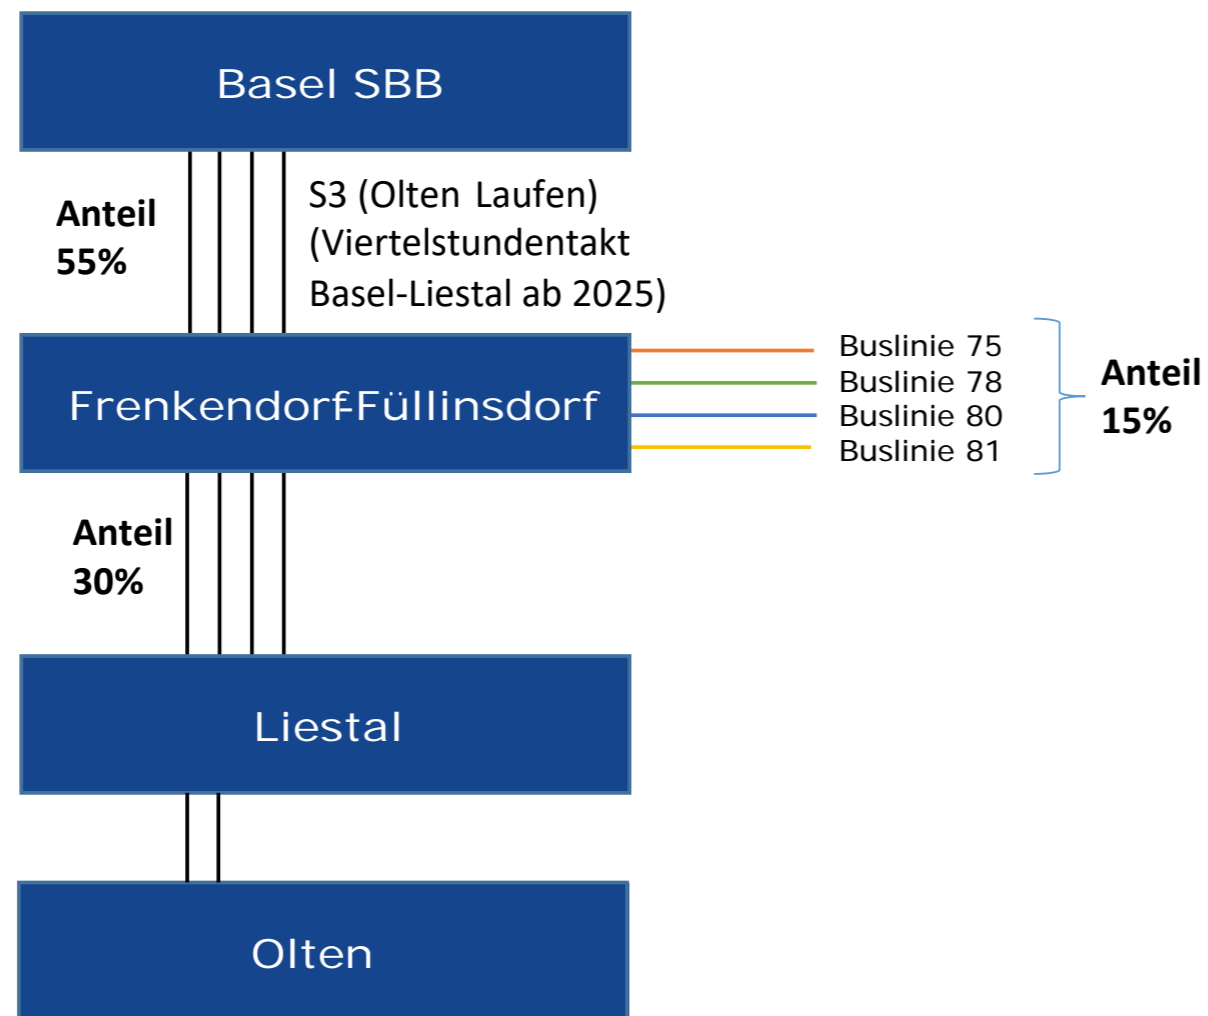 Basel SBB
Anteil
55%
S3 (Olten Laufen)
(Viertelstundentakt
Basel-Liestal ab 2025)
Frenkendorf-Füllinsdorf
Buslinie 75
Buslinie 78
Buslinie 80
Buslinie 81
Anteil
15%
Anteil
30%
Liestal
Olten